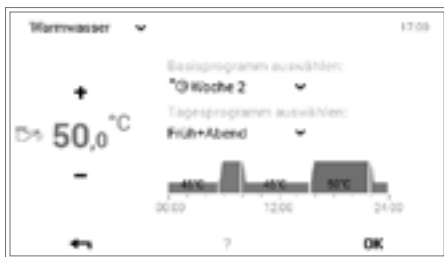 Warmwasser
17:03
Basisprogramm auswählen:
Woche 2
+
50,0 °C
Tagesprogramm auswählen:
Früh+Abend
−
45°C 45°C 50°C
00:00 12:00 24:00
? OK